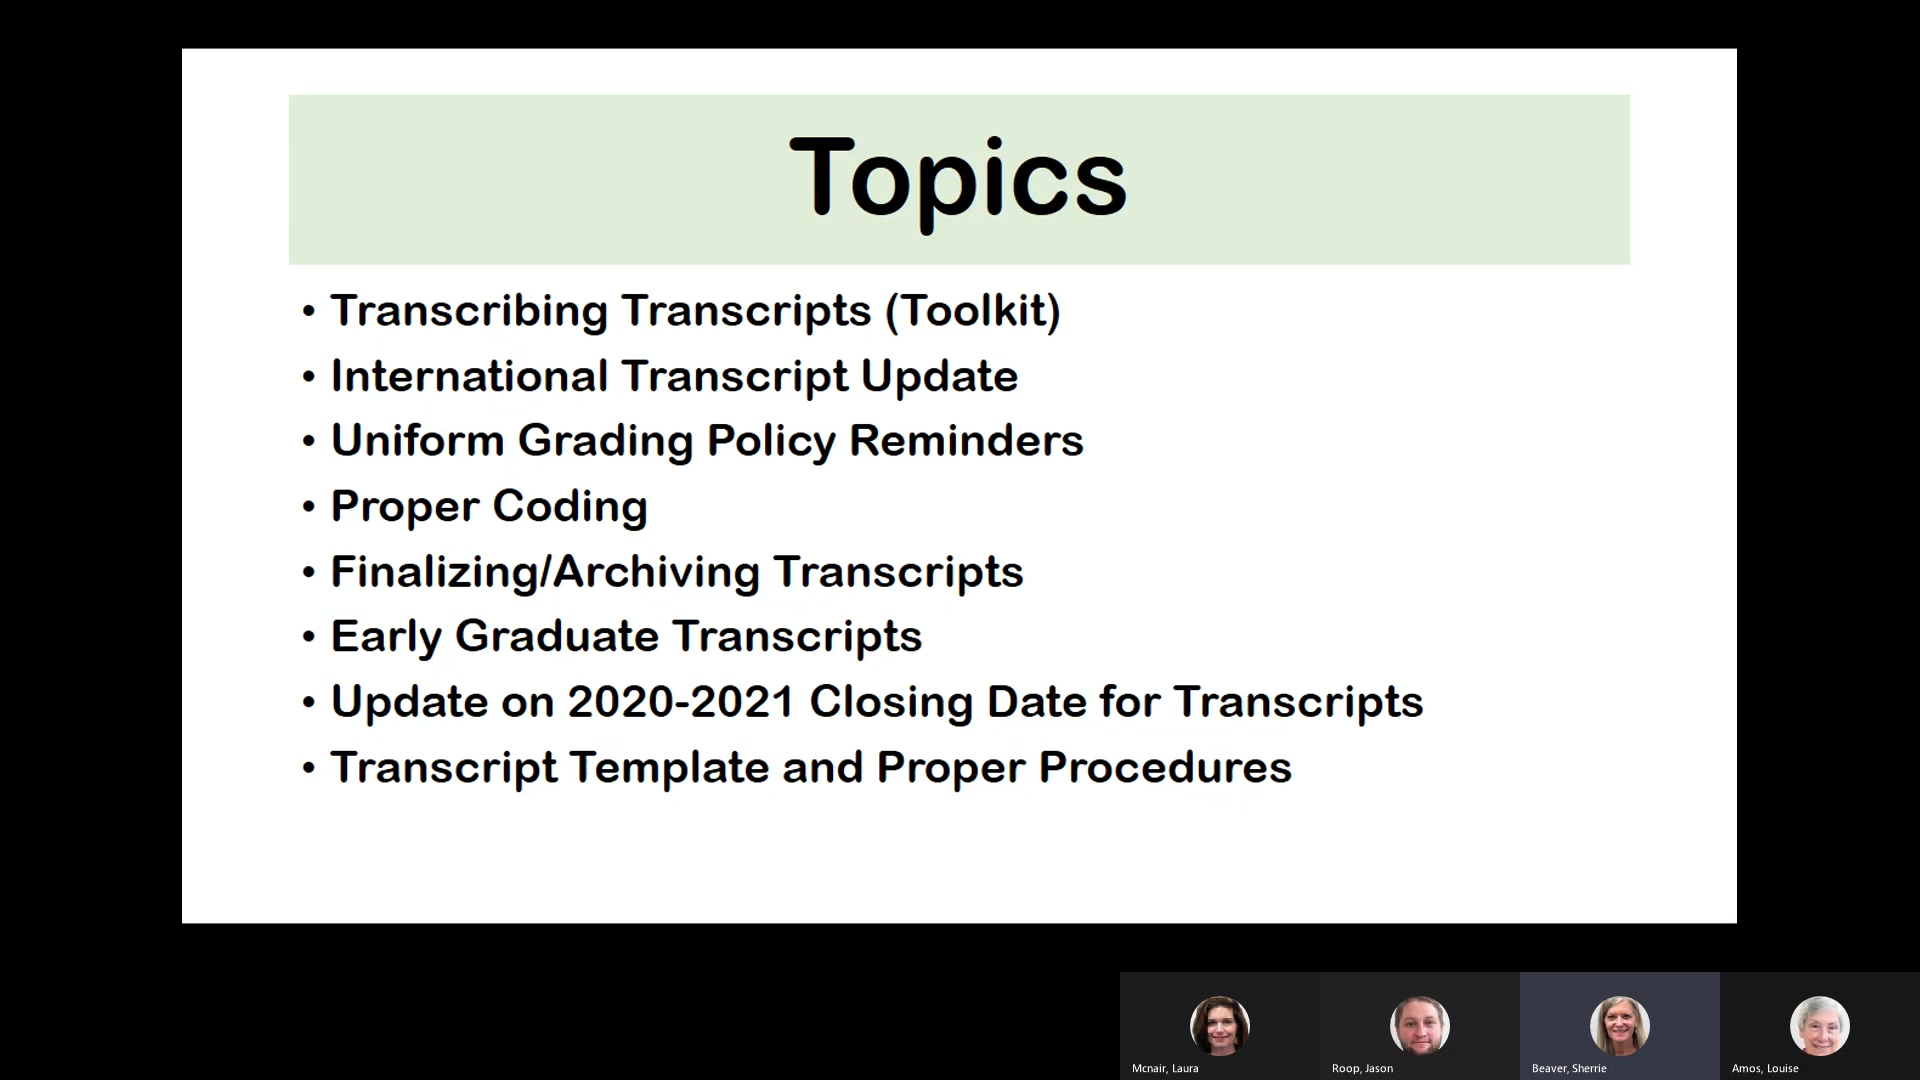 Topics
• Transcribing Transcripts (Toolkit)
• International Transcript Update
• Uniform Grading Policy Reminders
• Proper Coding
• Finalizing/Archiving Transcripts
• Early Graduate Transcripts
• Update on 2020-2021 Closing Date for Transcripts
• Transcript Template and Proper Procedures
Mcnair, Laura
Roop, Jason
Beaver, Sherrie
Amos, Louise